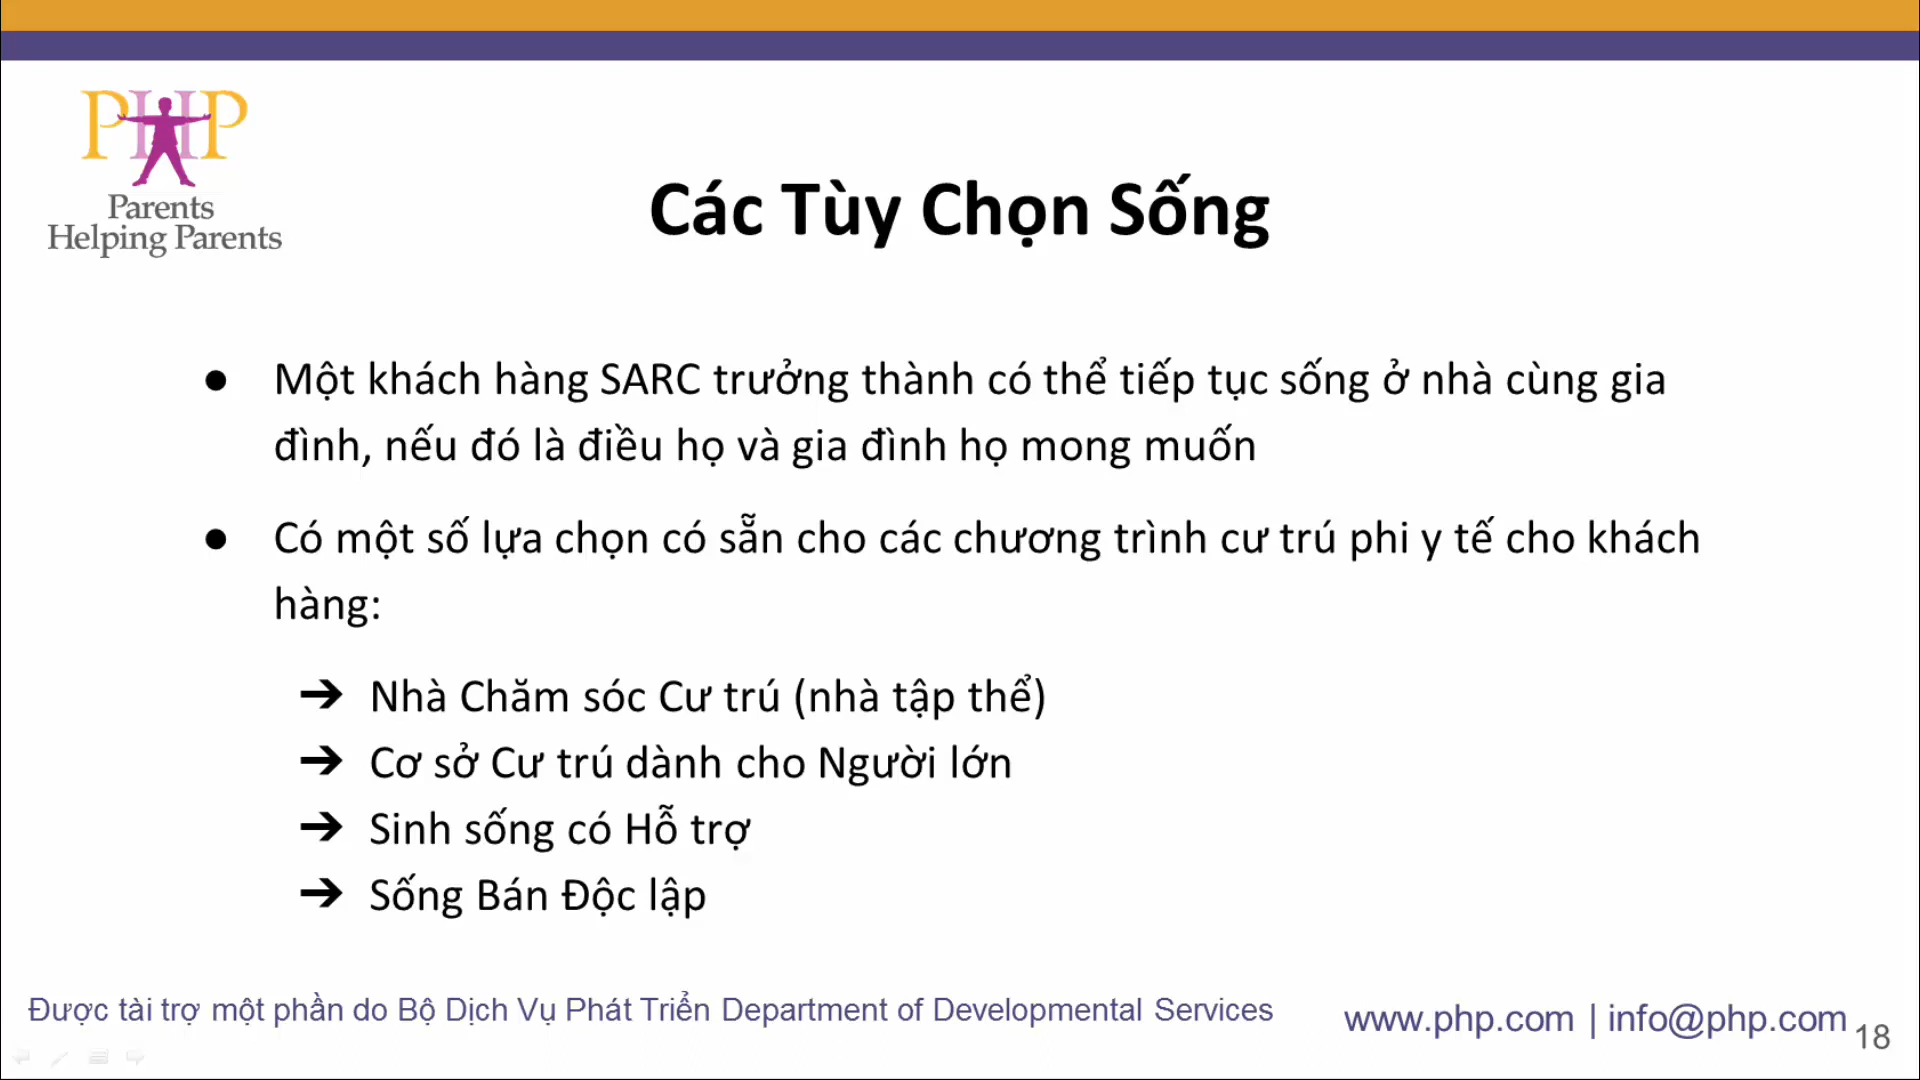 PHP
Parents
Helping Parents
Các Tùy Chọn Sống
● Một khách hàng SARC trưởng thành có thể tiếp tục sống ở nhà cùng gia
đình, nếu đó là điều họ và gia đình họ mong muốn
● Có một số lựa chọn có sẵn cho các chương trình cư trú phi y tế cho khách
hàng:
➔ Nhà Chăm sóc Cư trú (nhà tập thể)
➔ Cơ sở Cư trú dành cho Người lớn
➔ Sinh sống có Hỗ trợ
➔ Sống Bán Độc lập
Được tài trợ một phần do Bộ Dịch Vụ Phát Triển Department of Developmental Services
www.php.com | info@php.com
18